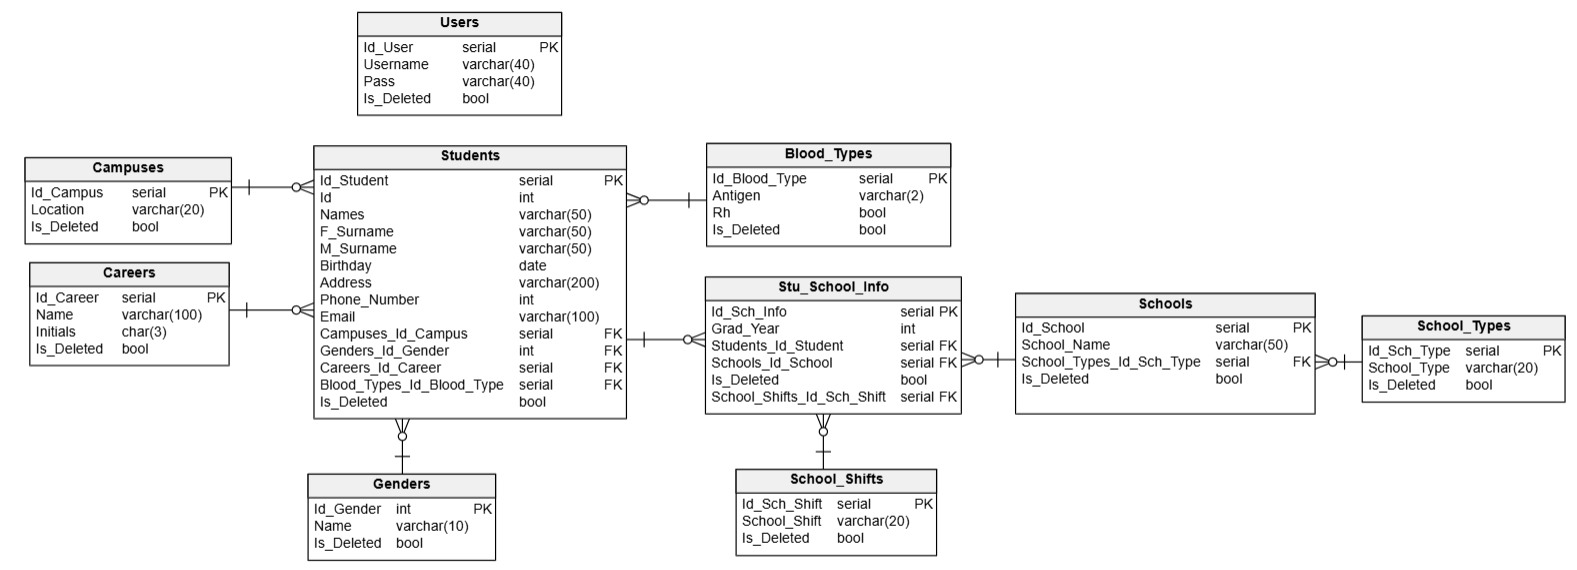 Users
Id_User serial PK
Username varchar(40)
Pass varchar(40)
Is_Deleted bool
Campuses
Id_Campus serial PK
Location varchar(20)
Is_Deleted bool
Careers
Id_Career serial PK
Name varchar(100)
Initials char(3)
Is_Deleted bool
Students
Id_Student serial PK
Id int
Names varchar(50)
F_Surname varchar(50)
M_Surname varchar(50)
Birthday date
Address varchar(200)
Phone_Number int
Email varchar(100)
Campuses_Id_Campus serial FK
Genders_Id_Gender int FK
Careers_Id_Career serial FK
Blood_Types_Id_Blood_Type serial FK
Is_Deleted bool
Genders
Id_Gender int PK
Name varchar(10)
Is_Deleted bool
Blood_Types
Id_Blood_Type serial PK
Antigen varchar(2)
Rh bool
Is_Deleted bool
Stu_School_Info
Id_Sch_Info serial PK
Grad_Year int
Students_Id_Student serial FK
Schools_Id_School serial FK
Is_Deleted bool
School_Shifts_Id_Sch_Shift serial FK
School_Shifts
Id_Sch_Shift serial PK
School_Shift varchar(20)
Is_Deleted bool
Schools
Id_School serial PK
School_Name varchar(50)
School_Types_Id_Sch_Type serial FK
Is_Deleted bool
School_Types
Id_Sch_Type serial PK
School_Type varchar(20)
Is_Deleted bool